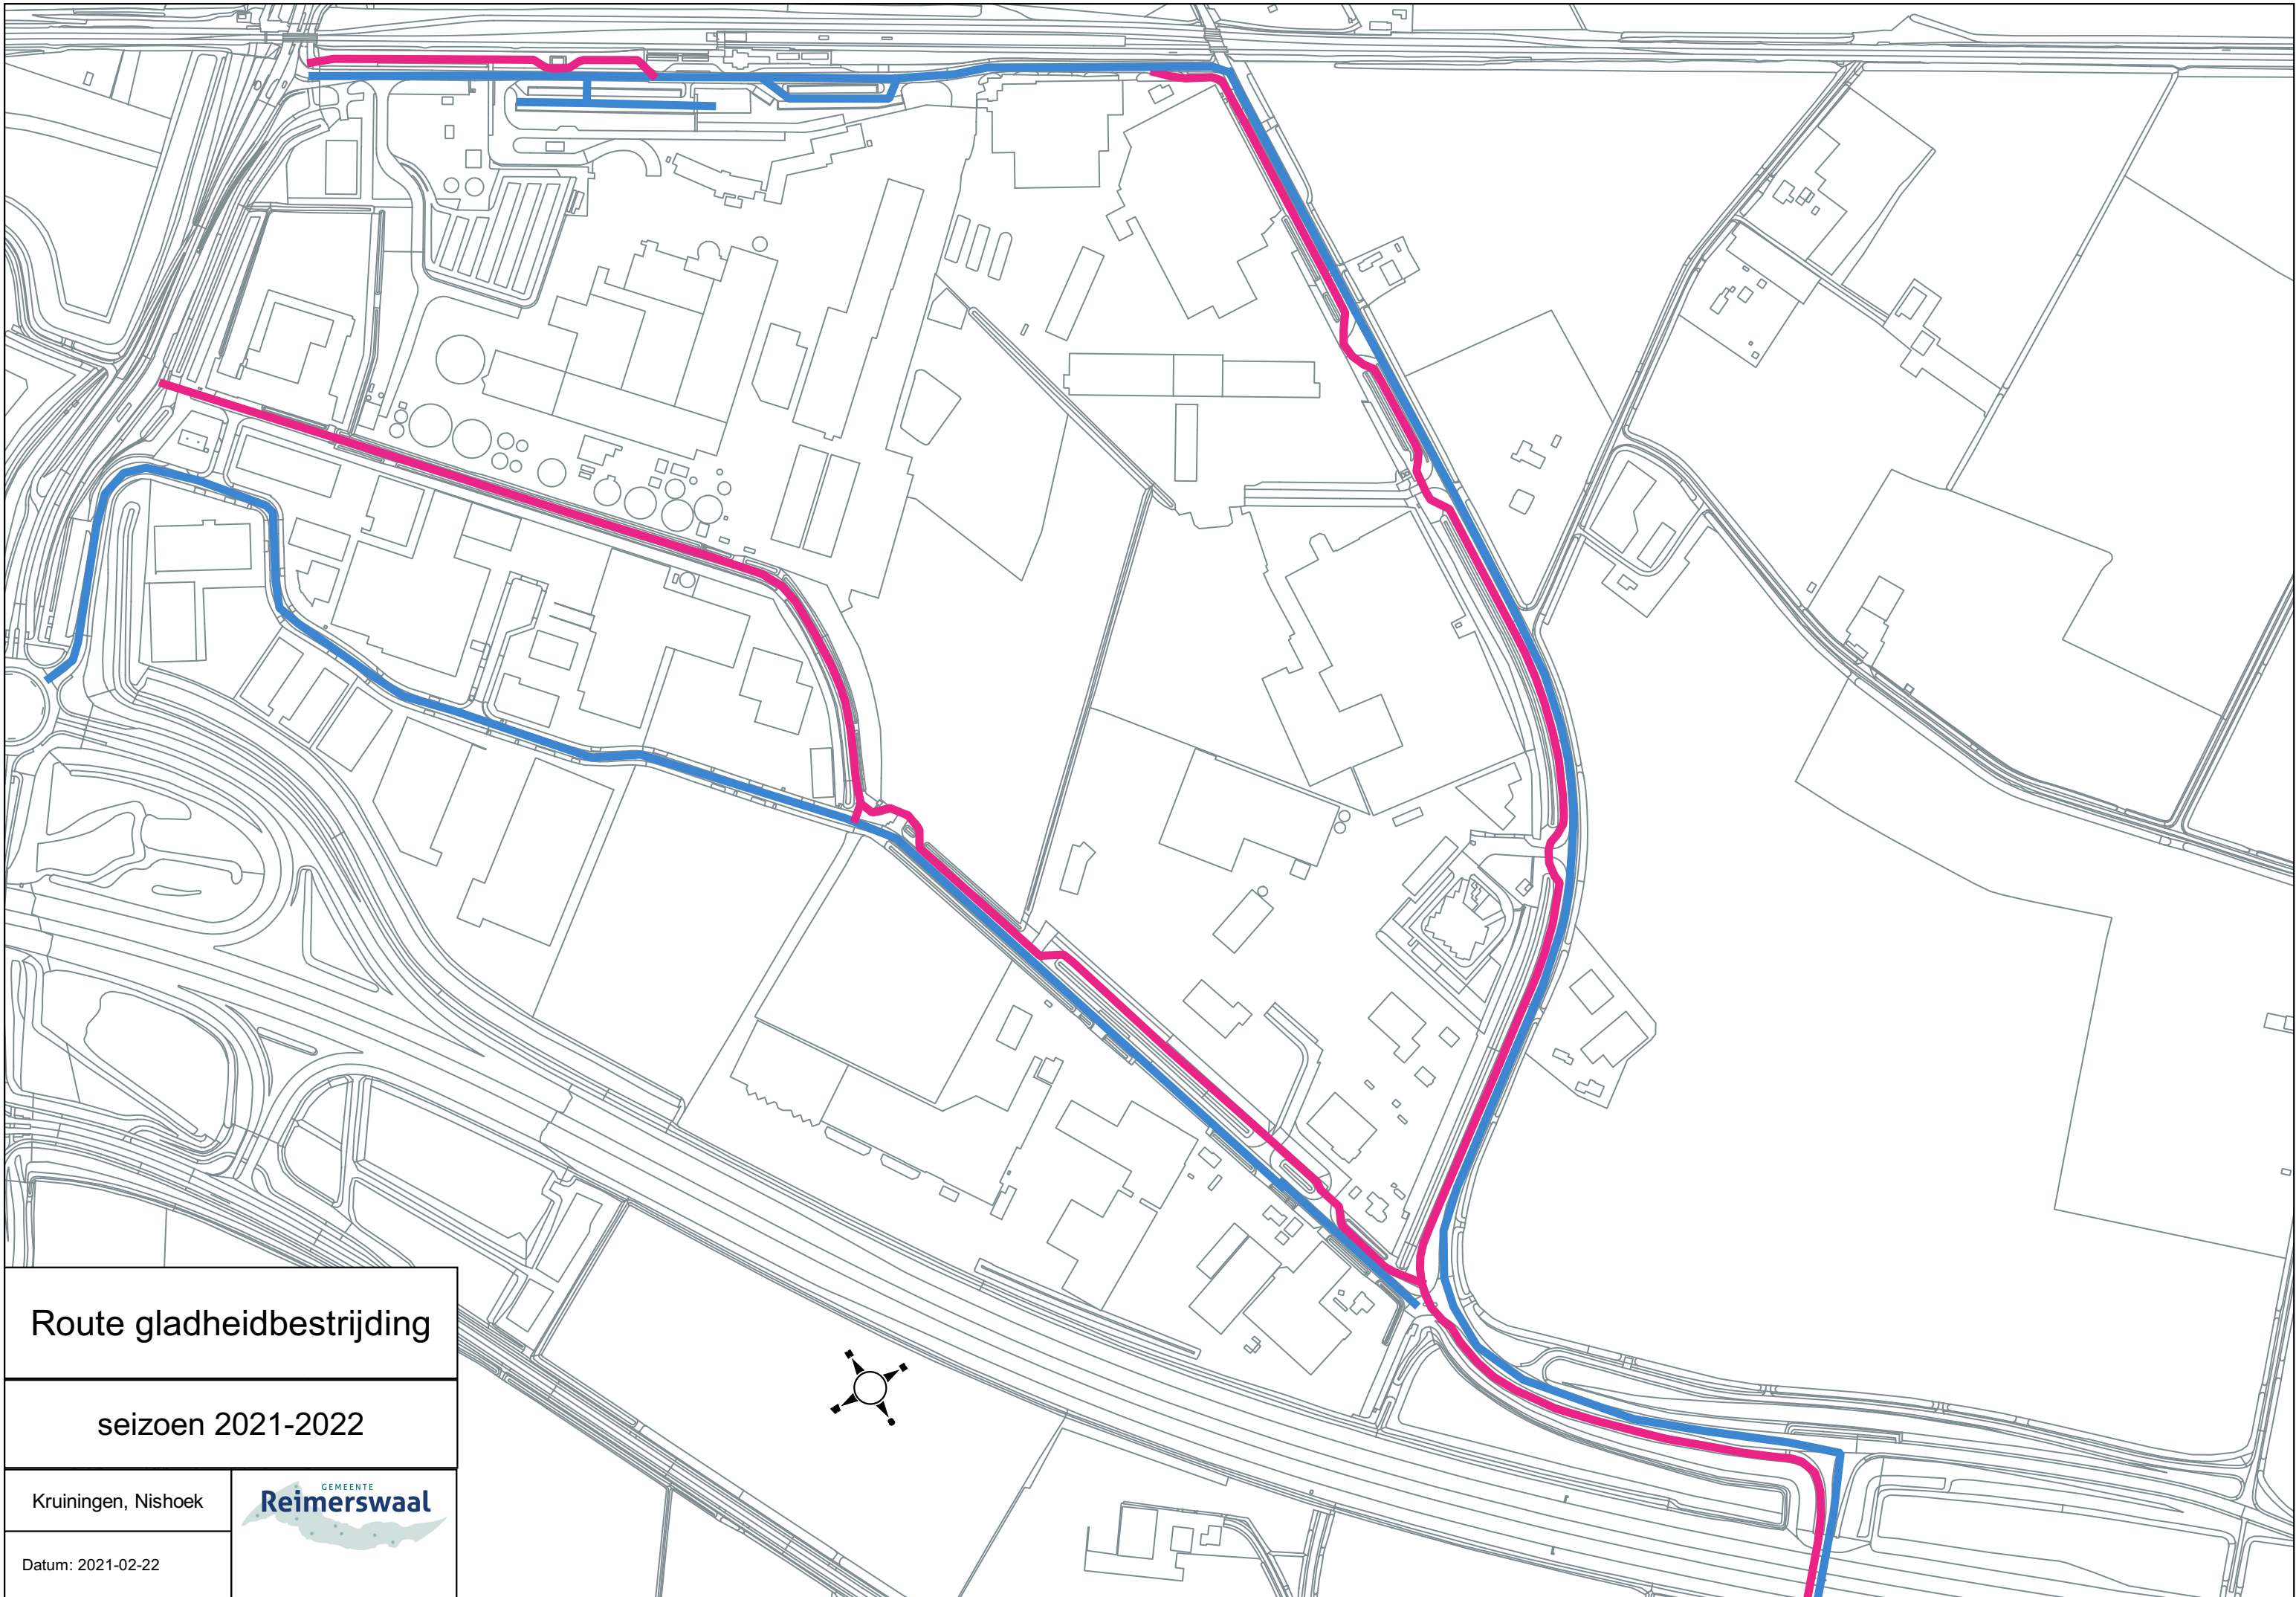 Route gladheidbestrijding
seizoen 2021-2022
Kruiningen, Nishoek
GEMEENTE
Reimerswaal
Datum: 2021-02-22